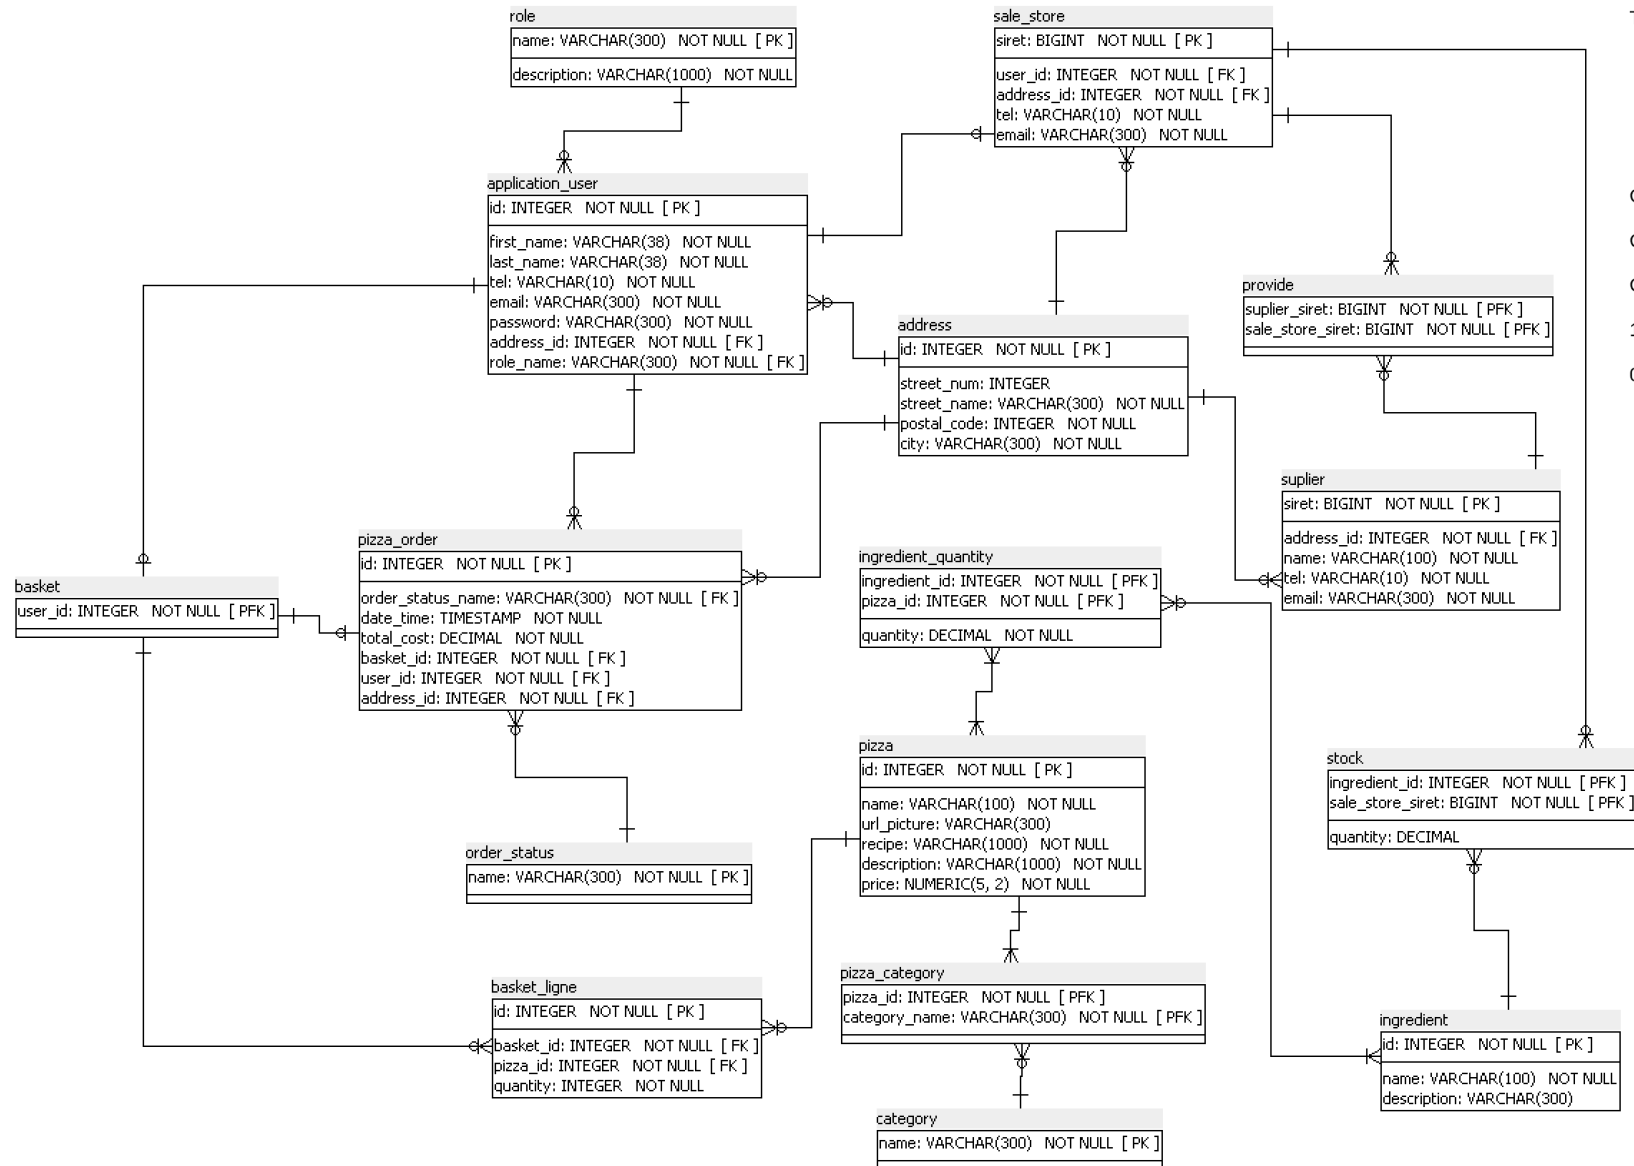 role
name: VARCHAR(300) NOT NULL [ PK ]
description: VARCHAR(1000) NOT NULL
sale_store
siret: BIGINT NOT NULL [ PK ]
user_id: INTEGER NOT NULL [ FK ]
address_id: INTEGER NOT NULL [ FK ]
tel: VARCHAR(10) NOT NULL
email: VARCHAR(300) NOT NULL
application_user
id: INTEGER NOT NULL [ PK ]
first_name: VARCHAR(38) NOT NULL
last_name: VARCHAR(38) NOT NULL
tel: VARCHAR(10) NOT NULL
email: VARCHAR(300) NOT NULL
password: VARCHAR(300) NOT NULL
address_id: INTEGER NOT NULL [ FK ]
role_name: VARCHAR(300) NOT NULL [ FK ]
provide
suplier_siret: BIGINT NOT NULL [ PFK ]
sale_store_siret: BIGINT NOT NULL [ PFK ]
address
id: INTEGER NOT NULL [ PK ]
street_num: INTEGER
street_name: VARCHAR(300) NOT NULL
postal_code: INTEGER NOT NULL
city: VARCHAR(300) NOT NULL
suplier
siret: BIGINT NOT NULL [ PK ]
address_id: INTEGER NOT NULL [ FK ]
name: VARCHAR(100) NOT NULL
tel: VARCHAR(10) NOT NULL
email: VARCHAR(300) NOT NULL
pizza_order
id: INTEGER NOT NULL [ PK ]
order_status_name: VARCHAR(300) NOT NULL [ FK ]
date_time: TIMESTAMP NOT NULL
total_cost: DECIMAL NOT NULL
basket_id: INTEGER NOT NULL [ FK ]
user_id: INTEGER NOT NULL [ FK ]
address_id: INTEGER NOT NULL [ FK ]
ingredient_quantity
ingredient_id: INTEGER NOT NULL [ PFK ]
pizza_id: INTEGER NOT NULL [ PFK ]
quantity: DECIMAL NOT NULL
basket
user_id: INTEGER NOT NULL [ PFK ]
pizza
id: INTEGER NOT NULL [ PK ]
name: VARCHAR(100) NOT NULL
url_picture: VARCHAR(300)
recipe: VARCHAR(1000) NOT NULL
description: VARCHAR(1000) NOT NULL
price: NUMERIC(5, 2) NOT NULL
stock
ingredient_id: INTEGER NOT NULL [ PFK ]
sale_store_siret: BIGINT NOT NULL [ PFK ]
quantity: DECIMAL
order_status
name: VARCHAR(300) NOT NULL [ PK ]
pizza_category
pizza_id: INTEGER NOT NULL [ PFK ]
category_name: VARCHAR(300) NOT NULL [ PFK ]
basket_ligne
id: INTEGER NOT NULL [ PK ]
basket_id: INTEGER NOT NULL [ FK ]
pizza_id: INTEGER NOT NULL [ FK ]
quantity: INTEGER NOT NULL
ingredient
id: INTEGER NOT NULL [ PK ]
name: VARCHAR(100) NOT NULL
description: VARCHAR(300)
category
name: VARCHAR(300) NOT NULL [ PK ]